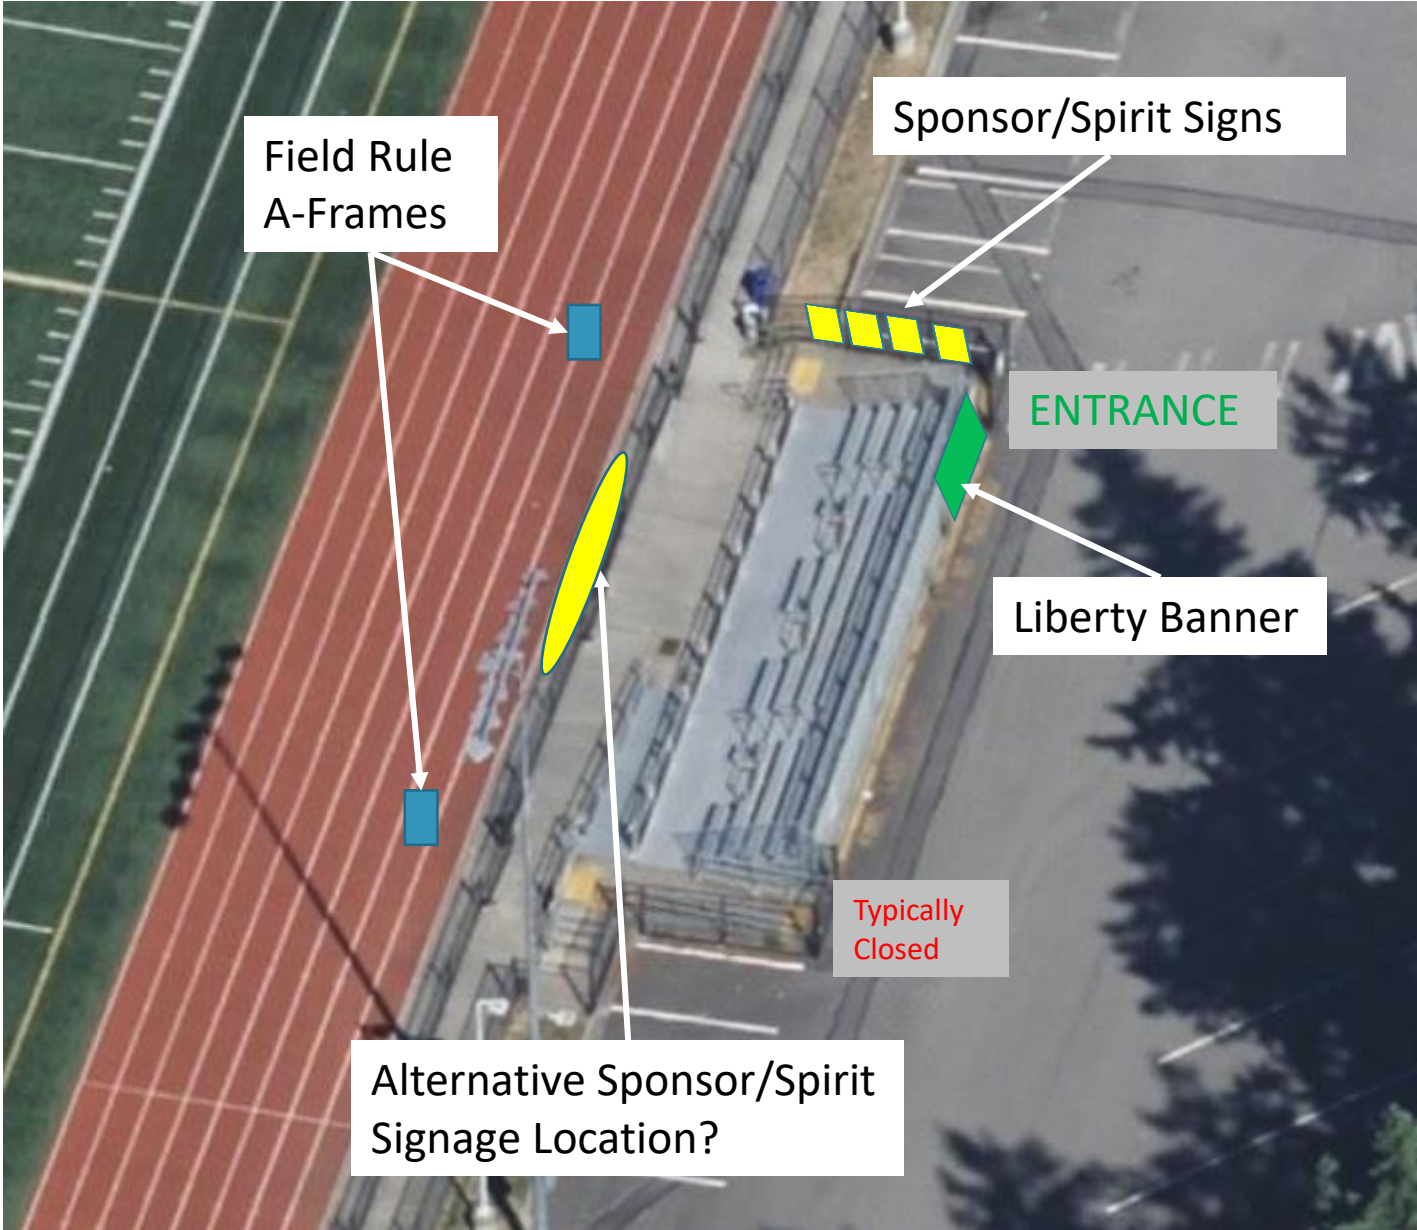 Sponsor/Spirit Signs
Field Rule
A-Frames
ENTRANCE
Liberty Banner
Typically
Closed
Alternative Sponsor/Spirit
Signage Location?